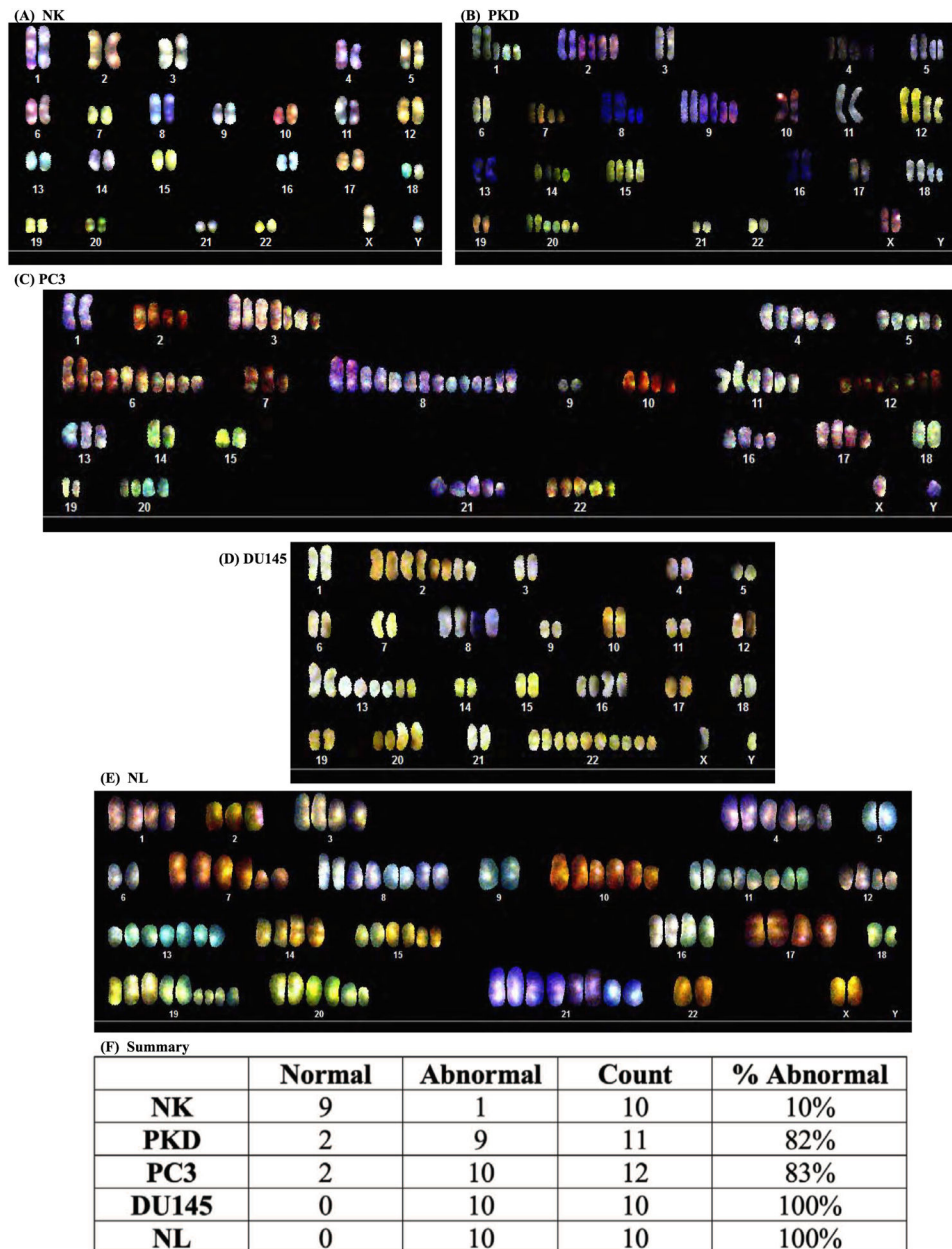 (A) NK
1 2 3 4 5
6 7 8 9 10 11 12
13 14 15 16 17 18
19 20 21 22 X Y
(B) PKD
1 2 3 4 5
6 7 8 9 10 11 12
13 14 15 16 17 18
19 20 21 22 X Y
(C) PC3
1 2 3 4 5
6 7 8 9 10 11 12
13 14 15 16 17 18
19 20 21 22 X Y
(D) DU145
1 2 3 4 5
6 7 8 9 10 11 12
13 14 15 16 17 18
19 20 21 22 X Y
(E) NL
1 2 3 4 5
6 7 8 9 10 11 12
13 14 15 16 17 18
19 20 21 22 X Y
(F) Summary
Normal Abnormal Count % Abnormal
NK 9 1 10 10%
PKD 2 9 11 82%
PC3 2 10 12 83%
DU145 0 10 10 100%
NL 0 10 10 100%